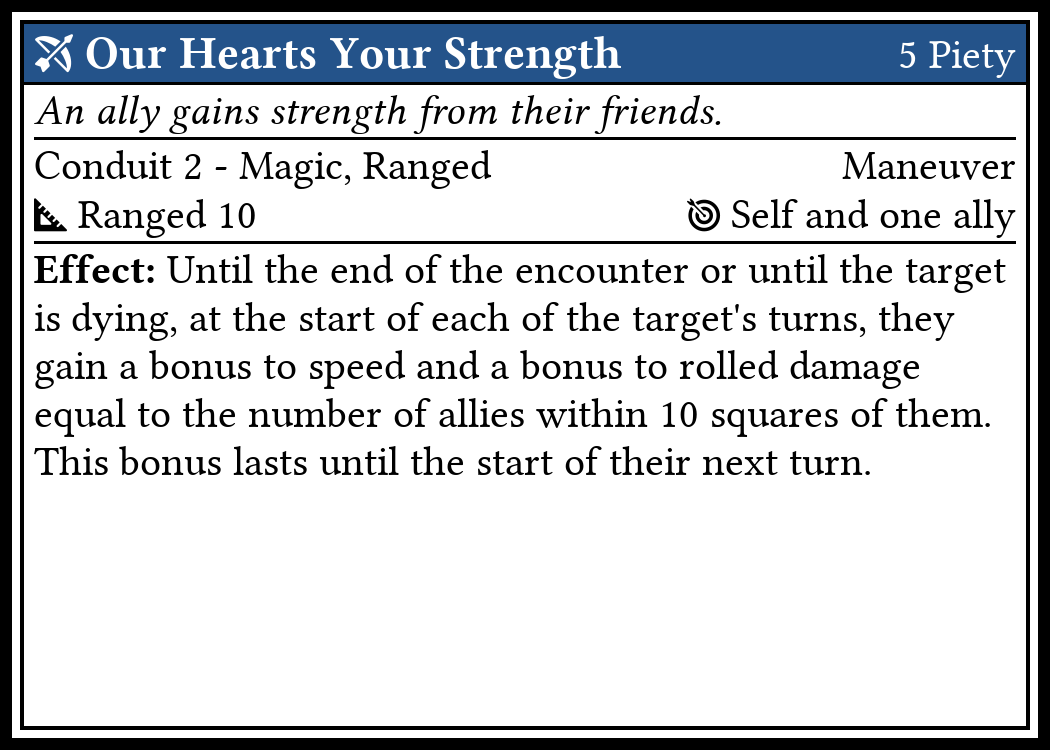 Our Hearts Your Strength 5 Piety
An ally gains strength from their friends.
Conduit 2 - Magic, Ranged Maneuver
Ranged 10 Self and one ally
Effect: Until the end of the encounter or until the target
is dying, at the start of each of the target's turns, they
gain a bonus to speed and a bonus to rolled damage
equal to the number of allies within 10 squares of them.
This bonus lasts until the start of their next turn.